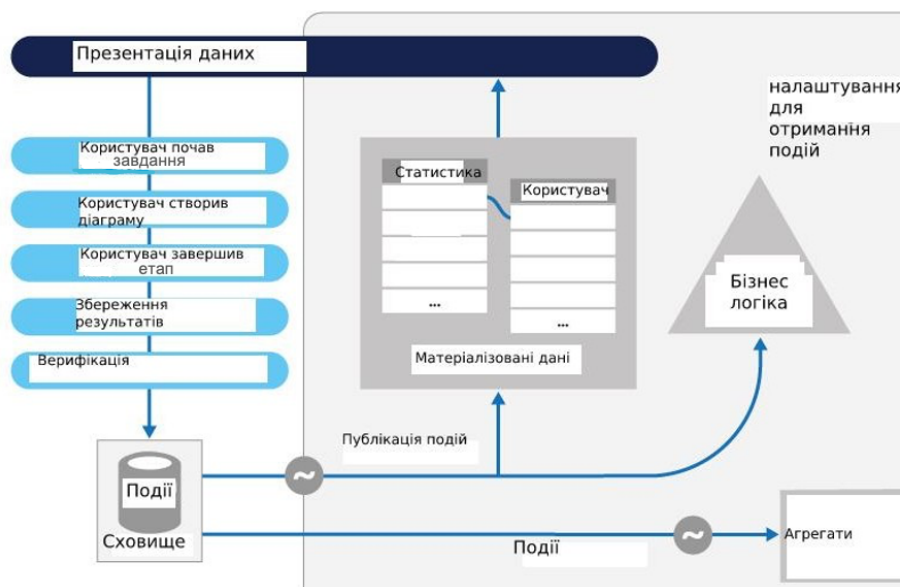 Презентація даних
Користувач почав
завдання
Користувач створив
діаграму
Користувач завершив
етап
Збереження
результатів
Верифікація
Події
Сховище
Статистика
...
Користувач
...
Матеріалізовані дані
Публікація подій
налаштування
для
отримання
подій
Бізнес
логіка
~
~
Події
Агрегати